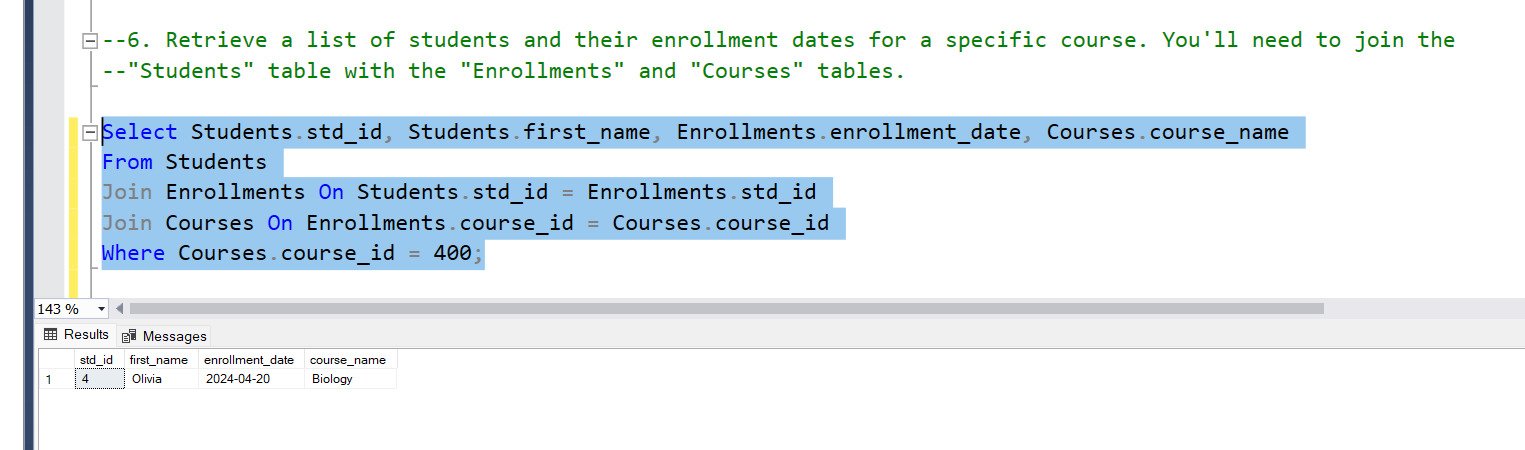 --6. Retrieve a list of students and their enrollment dates for a specific course. You'll need to join the
--"Students" table with the "Enrollments" and "Courses" tables.
Select Students.std_id, Students.first_name, Enrollments.enrollment_date, Courses.course_name
From Students
Join Enrollments On Students.std_id = Enrollments.std_id
Join Courses On Enrollments.course_id = Courses.course_id
Where Courses.course_id = 400;
143 %
Results Messages
std_id first_name enrollment_date course_name
1 4 Olivia 2024-04-20 Biology